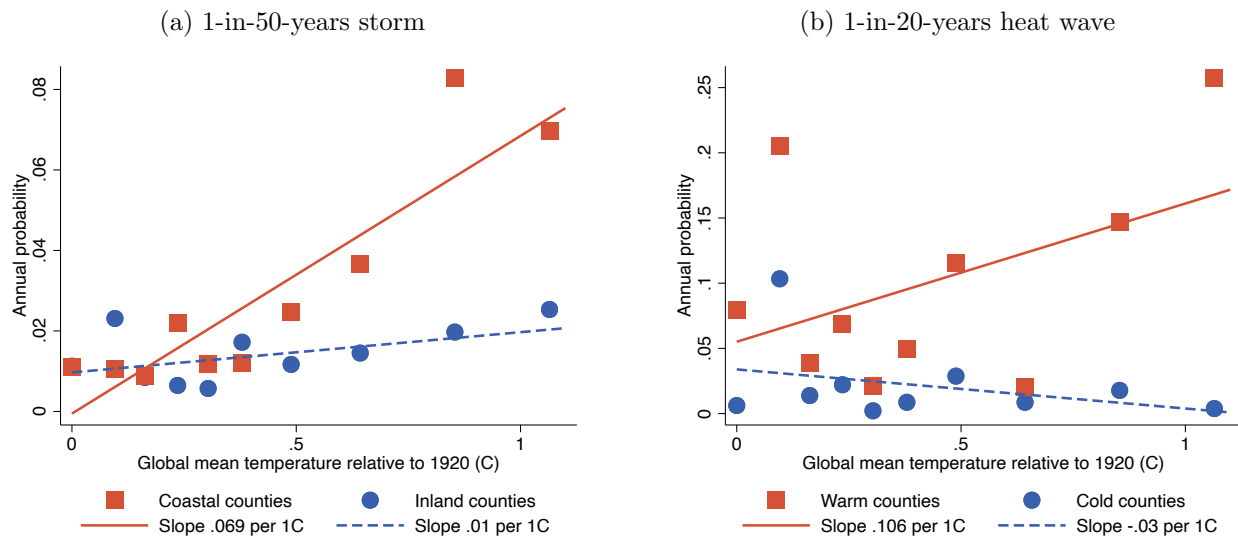 (a) 1-in-50-years storm
.08
.06
.04
.02
0
Annual probability
0 .5 1
Global mean temperature relative to 1920 (C)
Coastal counties Inland counties
Slope .069 per 1C Slope .01 per 1C
(b) 1-in-20-years heat wave
.25
.2
.15
.1
.05
0
Annual probability
0 .5 1
Global mean temperature relative to 1920 (C)
Warm counties Cold counties
Slope .106 per 1C Slope -.03 per 1C